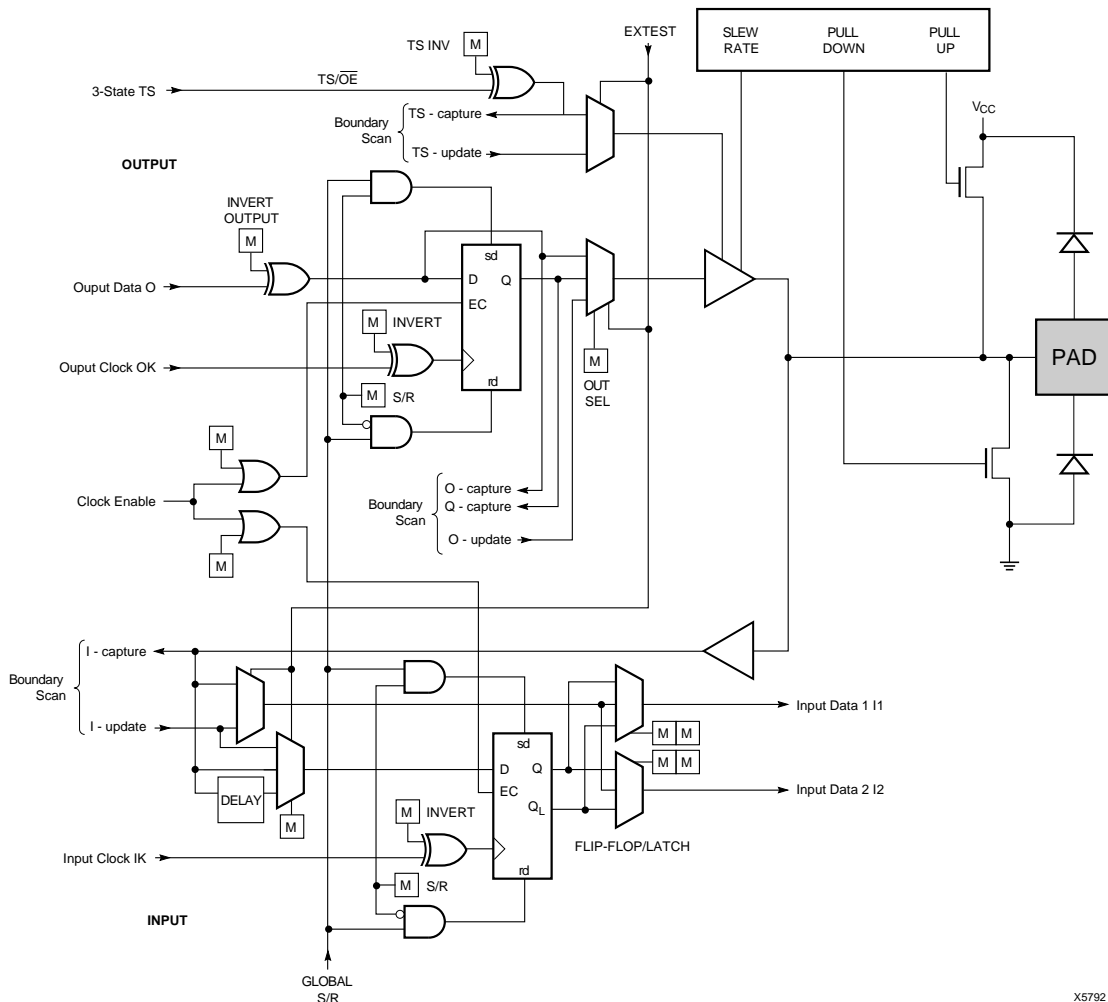 EXTEST
SLEW RATE
PULL DOWN
PULL UP
TS INV
M
TS/OE
3-State TS
TS - capture
Boundary Scan
TS - update
VCC
OUTPUT
INVERT OUTPUT
M
sd
D
Q
Ouput Data O
EC
M
INVERT
Ouput Clock OK
rd
M
S/R
M
OUT SEL
PAD
M
Clock Enable
M
O - capture
Q - capture
Boundary Scan
O - update
I - capture
Boundary Scan
I - update
Input Data 1 I1
M M
M M
sd
D
Q
EC
QL
Input Data 2 I2
DELAY
M
M
INVERT
FLIP-FLOP/LATCH
Input Clock IK
rd
M
S/R
INPUT
GLOBAL S/R
X5792